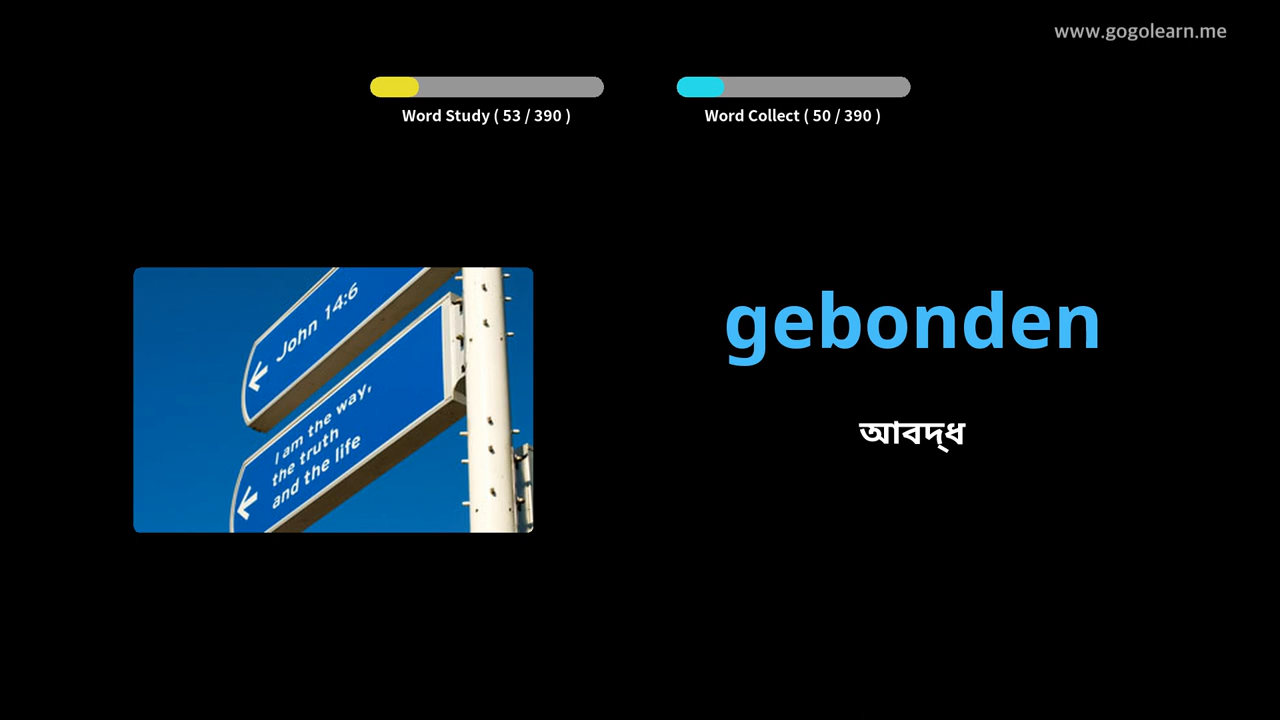 www.gogolearn.me
Word Study ( 53 / 390 )
Word Collect ( 50 / 390 )
John 14:6
I am the way,
the truth
and the life
gebonden
আবদ্ধ